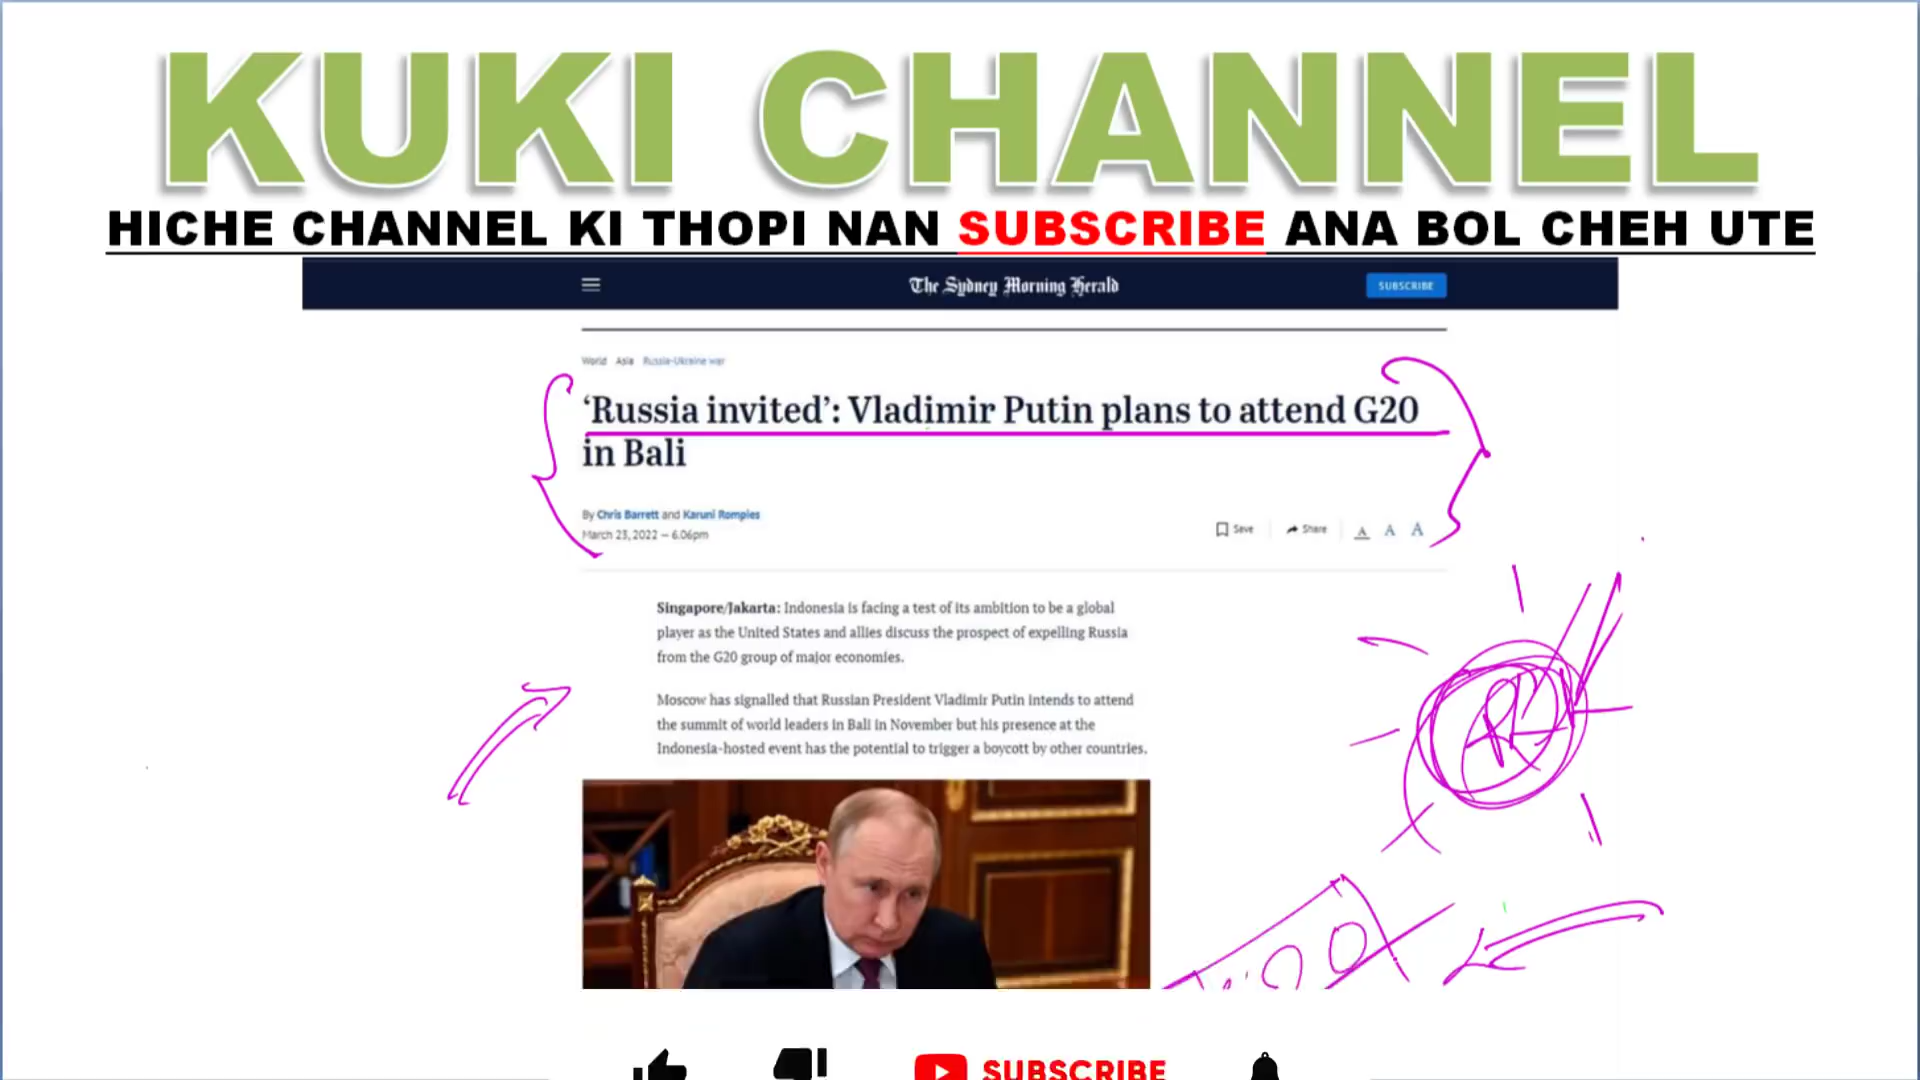 KUKI CHANNEL
HICHE CHANNEL KI THOPI NAN SUBSCRIBE ANA BOL CHEH UTE
The Sydney Morning Herald
SUBSCRIBE
World Asia Russia-Ukraine war
‘Russia invited’: Vladimir Putin plans to attend G20
in Bali
By Chris Barrett and Karuni Rompies
March 23, 2022 — 6.06pm
Save Share A A A
Singapore/Jakarta: Indonesia is facing a test of its ambition to be a global
player as the United States and allies discuss the prospect of expelling Russia
from the G20 group of major economies.
Moscow has signalled that Russian President Vladimir Putin intends to attend
the summit of world leaders in Bali in November but his presence at the
Indonesia-hosted event has the potential to trigger a boycott by other countries.
SUBSCRIBE